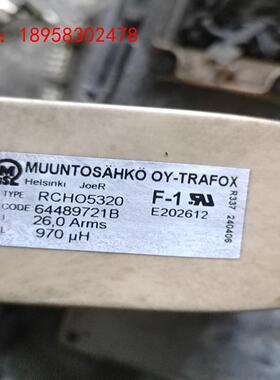 18958302478
MUUNTOSÄHKÖ OY-TRAFOX
Helsinki JoeR
TYPE RCHO5320 F-1
CODE 64489721B E202612
I 26,0 Arms
L 970 µH
R337 240406